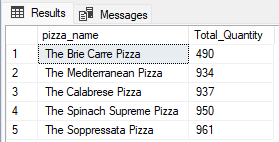 Results Messages
pizza_name Total_Quantity
1 The Brie Carre Pizza 490
2 The Mediterranean Pizza 934
3 The Calabrese Pizza 937
4 The Spinach Supreme Pizza 950
5 The Soppressata Pizza 961